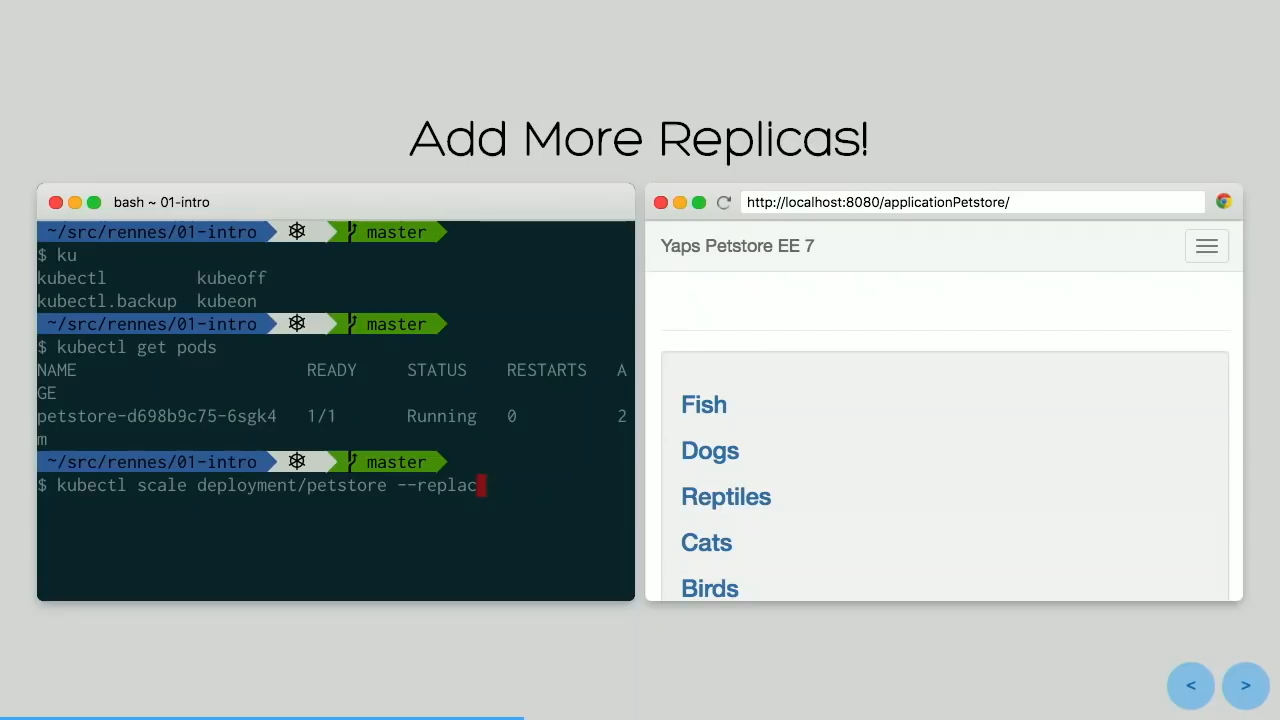 Add More Replicas!
bash ~ 01-intro
~/src/rennes/01-intro master
$ ku
kubectl kubeoff
kubectl.backup kubeon
~/src/rennes/01-intro master
$ kubectl get pods
NAME READY STATUS RESTARTS A
GE
petstore-d698b9c75-6sgk4 1/1 Running 0 2
m
~/src/rennes/01-intro master
$ kubectl scale deployment/petstore --replac
http://localhost:8080/applicationPetstore/
Yaps Petstore EE 7
Fish
Dogs
Reptiles
Cats
Birds
< >